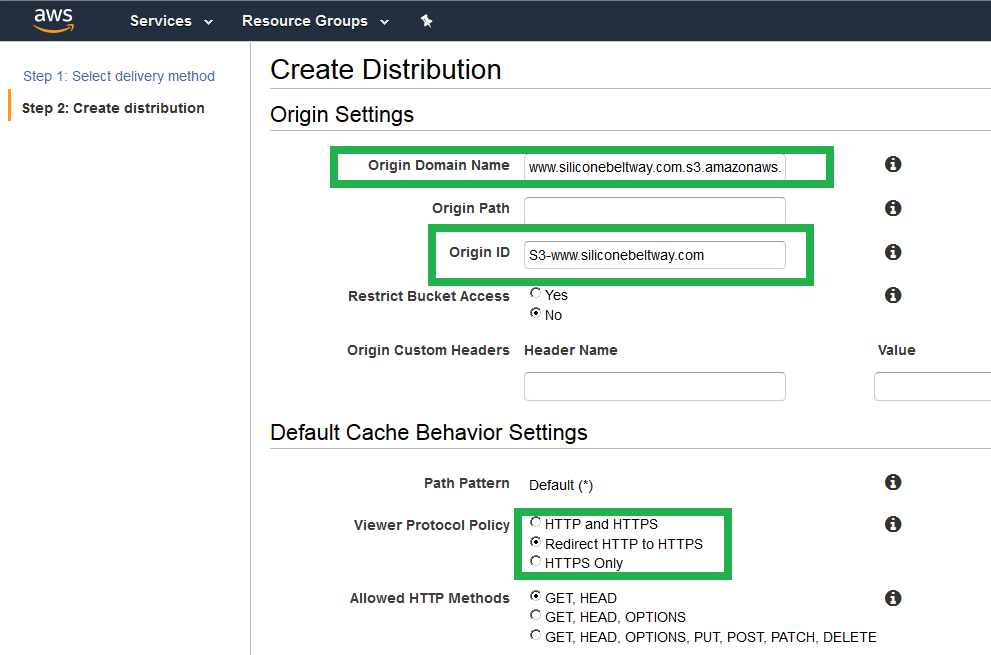 aws Services Resource Groups
Step 1: Select delivery method
Step 2: Create distribution
Create Distribution
Origin Settings
Origin Domain Name www.siliconebeltway.com.s3.amazonaws.
Origin Path
Origin ID S3-www.siliconebeltway.com
Restrict Bucket Access Yes
No
Origin Custom Headers Header Name Value
Default Cache Behavior Settings
Path Pattern Default (*)
Viewer Protocol Policy HTTP and HTTPS
Redirect HTTP to HTTPS
HTTPS Only
Allowed HTTP Methods GET, HEAD
GET, HEAD, OPTIONS
GET, HEAD, OPTIONS, PUT, POST, PATCH, DELETE